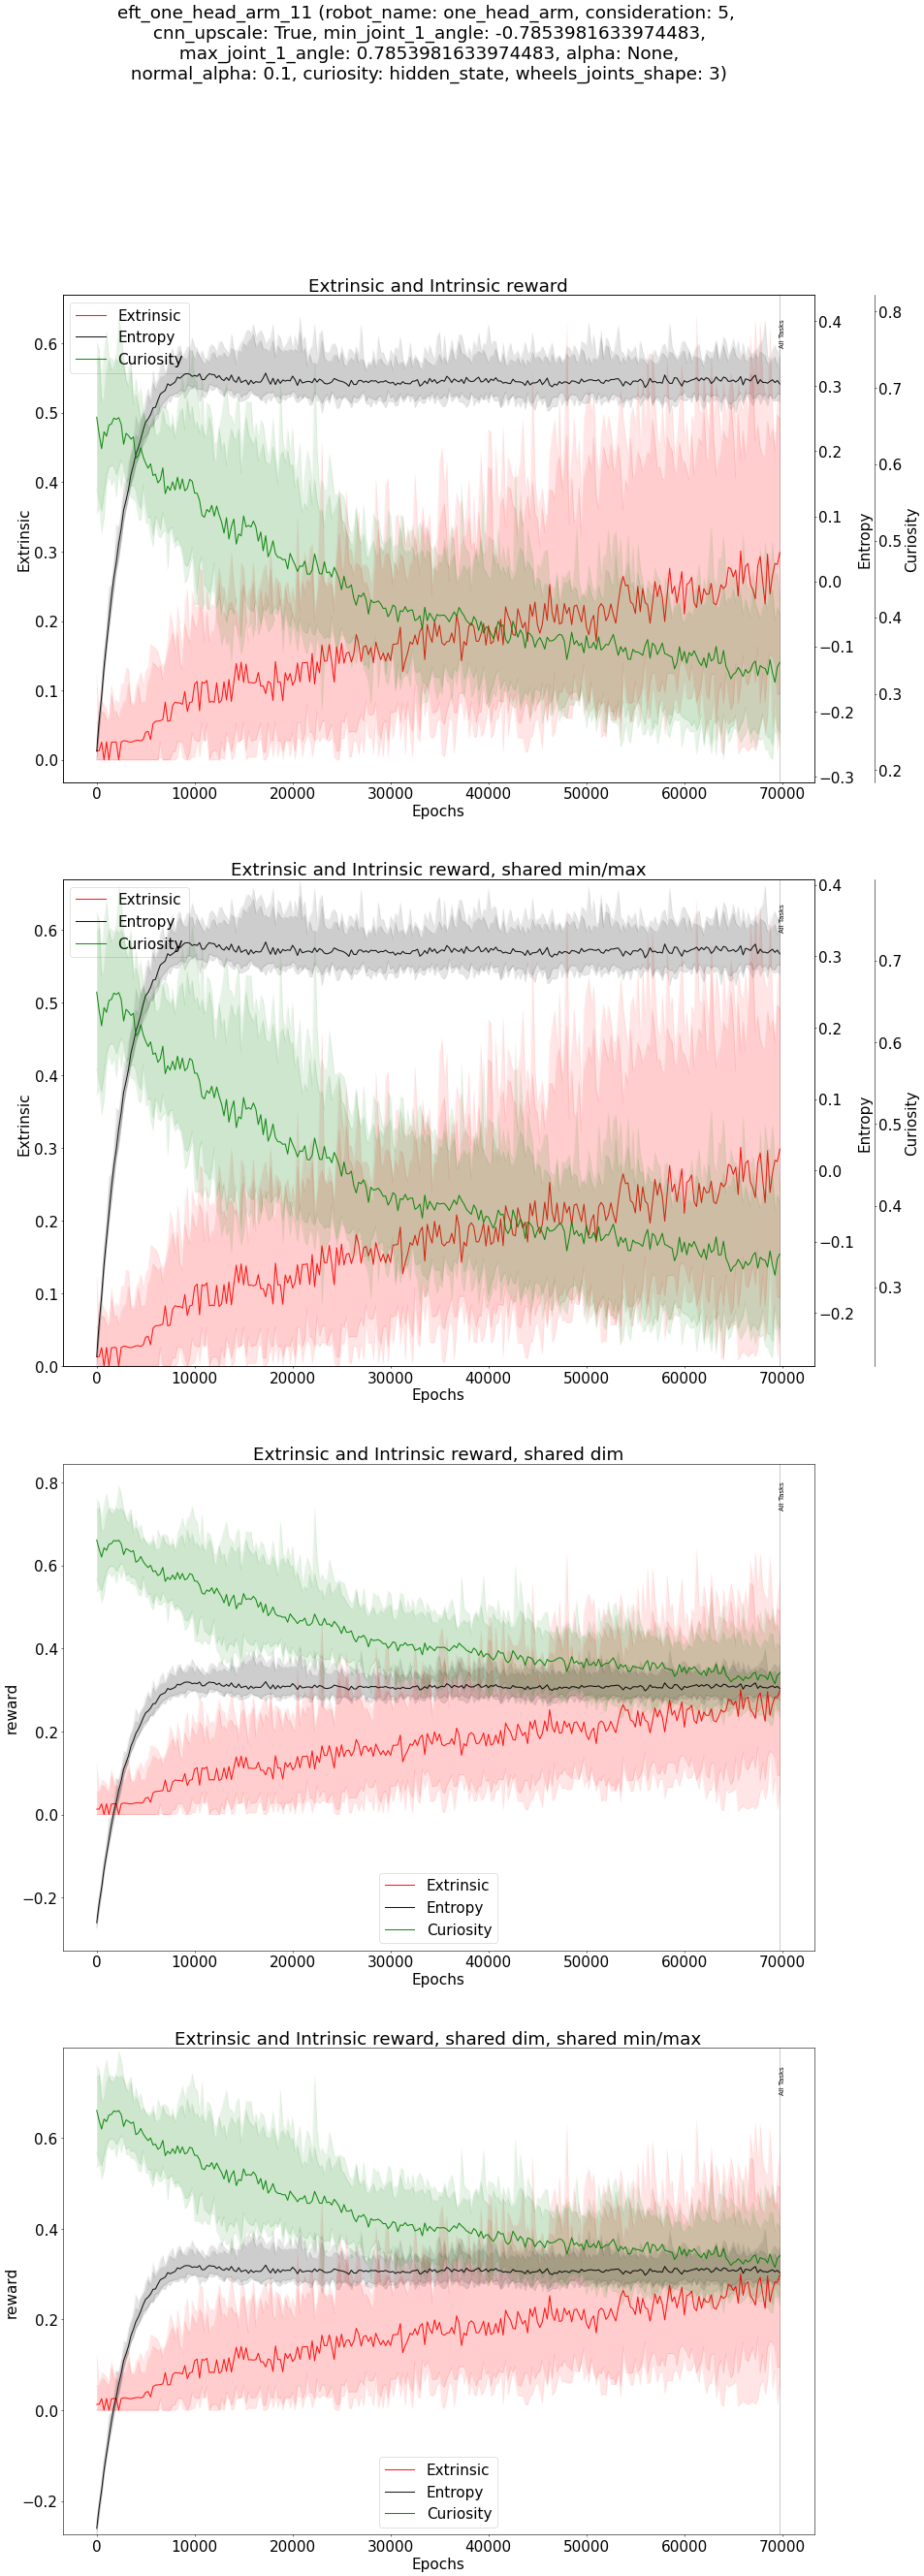 eft_one_head_arm_11 (robot_name: one_head_arm, consideration: 5,
cnn_upscale: True, min_joint_1_angle: -0.7853981633974483,
max_joint_1_angle: 0.7853981633974483, alpha: None,
normal_alpha: 0.1, curiosity: hidden_state, wheels_joints_shape: 3)
Extrinsic and Intrinsic reward
Extrinsic
Entropy
Curiosity
All Tasks
0.6
0.5
0.4
0.3
0.2
0.1
0.0
Extrinsic
0.4
0.3
0.2
0.1
0.0
−0.1
−0.2
−0.3
Entropy
0.8
0.7
0.6
0.5
0.4
0.3
0.2
Curiosity
0 10000 20000 30000 40000 50000 60000 70000
Epochs
Extrinsic and Intrinsic reward, shared min/max
Extrinsic
Entropy
Curiosity
All Tasks
0.6
0.5
0.4
0.3
0.2
0.1
0.0
Extrinsic
0.4
0.3
0.2
0.1
0.0
−0.1
−0.2
Entropy
0.7
0.6
0.5
0.4
0.3
Curiosity
0 10000 20000 30000 40000 50000 60000 70000
Epochs
Extrinsic and Intrinsic reward, shared dim
All Tasks
0.8
0.6
0.4
0.2
0.0
−0.2
reward
Extrinsic
Entropy
Curiosity
0 10000 20000 30000 40000 50000 60000 70000
Epochs
Extrinsic and Intrinsic reward, shared dim, shared min/max
All Tasks
0.6
0.4
0.2
0.0
−0.2
reward
Extrinsic
Entropy
Curiosity
0 10000 20000 30000 40000 50000 60000 70000
Epochs